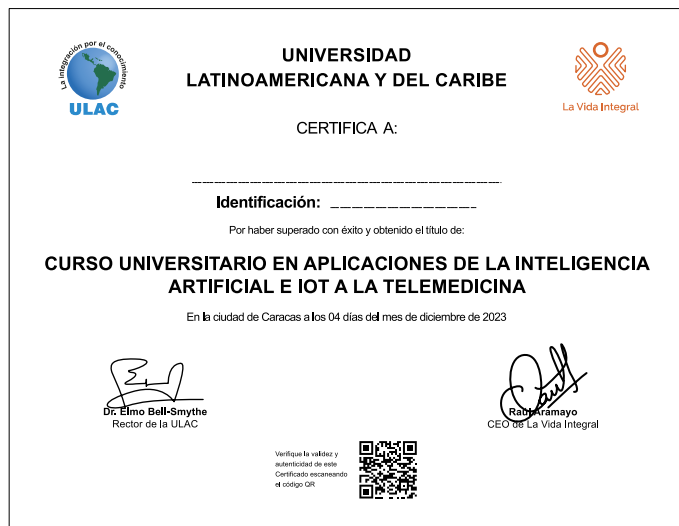 La integración por el conocimiento
ULAC
UNIVERSIDAD
LATINOAMERICANA Y DEL CARIBE
La Vida Integral
CERTIFICA A:
Identificación:
Por haber superado con éxito y obtenido el título de:
CURSO UNIVERSITARIO EN APLICACIONES DE LA INTELIGENCIA
ARTIFICIAL E IOT A LA TELEMEDICINA
En la ciudad de Caracas a los 04 días del mes de diciembre de 2023
Dr. Elmo Bell-Smythe
Rector de la ULAC
Raúl Aramayo
CEO de La Vida Integral
Verifique la validez y
autenticidad de este
Certificado escaneando
el código QR